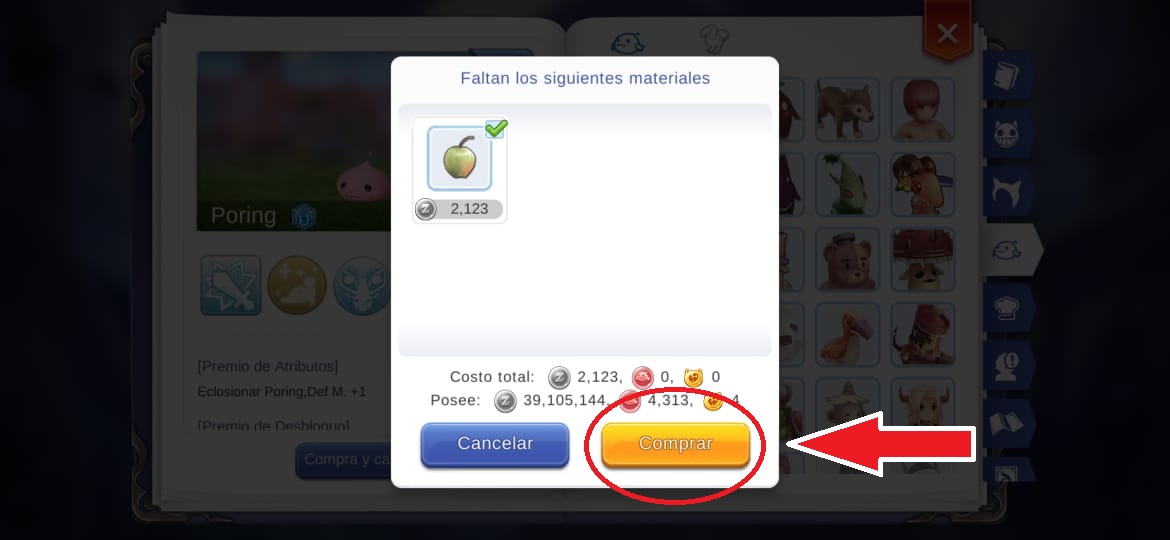 Faltan los siguientes materiales
2,123
Costo total: 2,123, 0, 0
Posee: 39,105,144, 4,313, 4
Cancelar
Comprar
Poring
[Premio de Atributos]
Eclosionar Poring,Def M. +1
[Premio de Desbloqueo]
Compra y